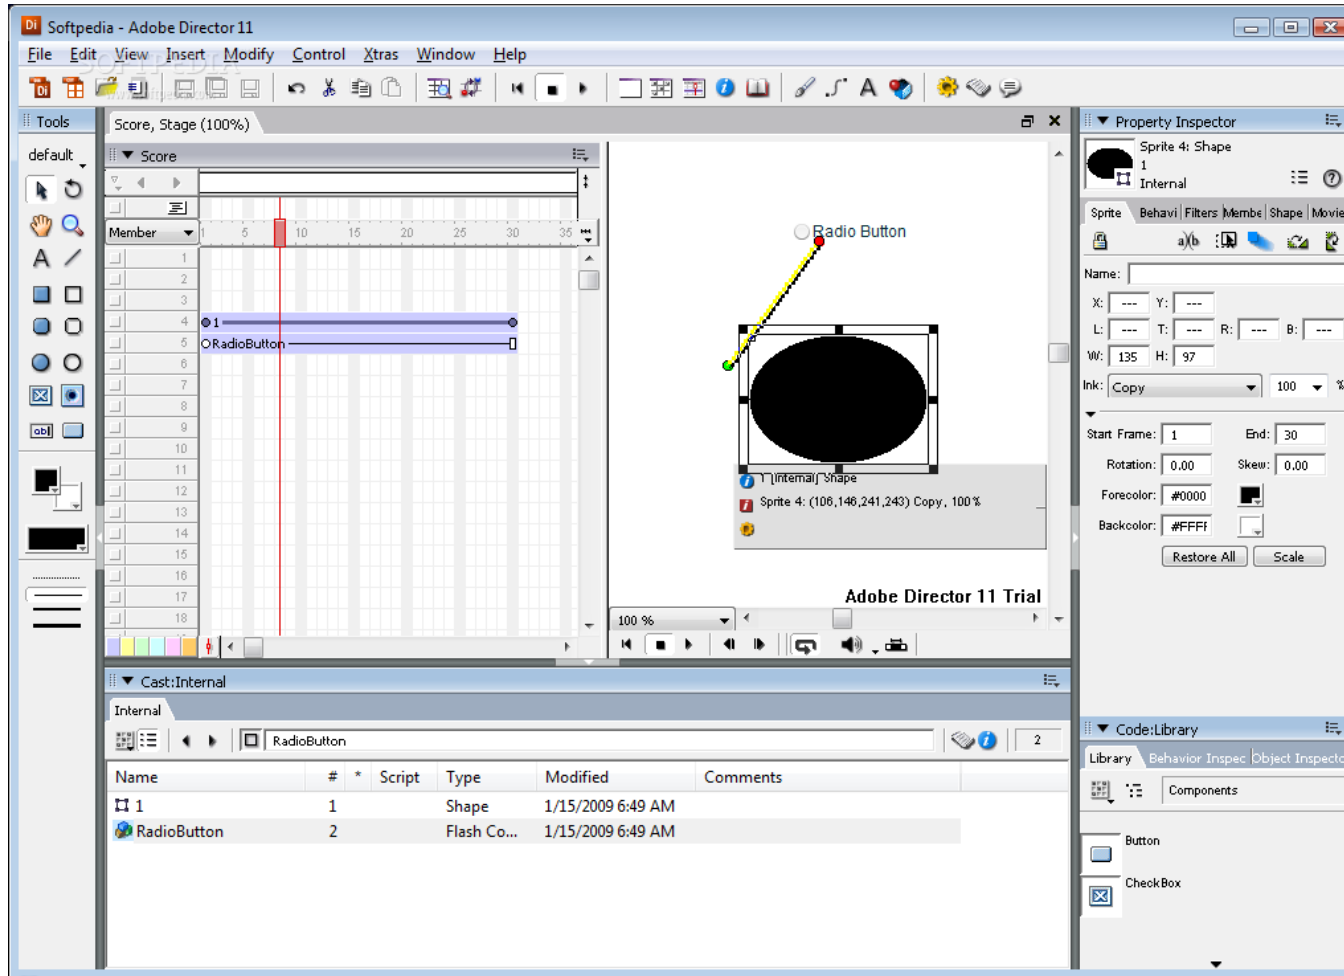 Di Softpedia - Adobe Director 11
File Edit View Insert Modify Control Xtras Window Help
SOFTPEDIA
Tools
default
Score, Stage (100%)
Score
Member
1 5 10 15 20 25 30 35
1
2
3
4 1
5 RadioButton
6
7
8
9
10
11
12
13
14
15
16
17
18
Radio Button
1 [Internal] Shape
Sprite 4: (106,146,241,243) Copy, 100%
Adobe Director 11 Trial
100 %
Property Inspector
Sprite 4: Shape
1
Internal
Sprite Behavi Filters Membe Shape Movie
Name:
X: --- Y: ---
L: --- T: --- R: --- B: ---
W: 135 H: 97
Ink: Copy 100 %
Start Frame: 1 End: 30
Rotation: 0.00 Skew: 0.00
Forecolor: #0000
Backcolor: #FFFF
Restore All Scale
Cast:Internal
Internal
RadioButton 2
Name # * Script Type Modified Comments
1 1 Shape 1/15/2009 6:49 AM
RadioButton 2 Flash Co... 1/15/2009 6:49 AM
Code:Library
Library Behavior Inspec Object Inspecto
Components
Button
CheckBox